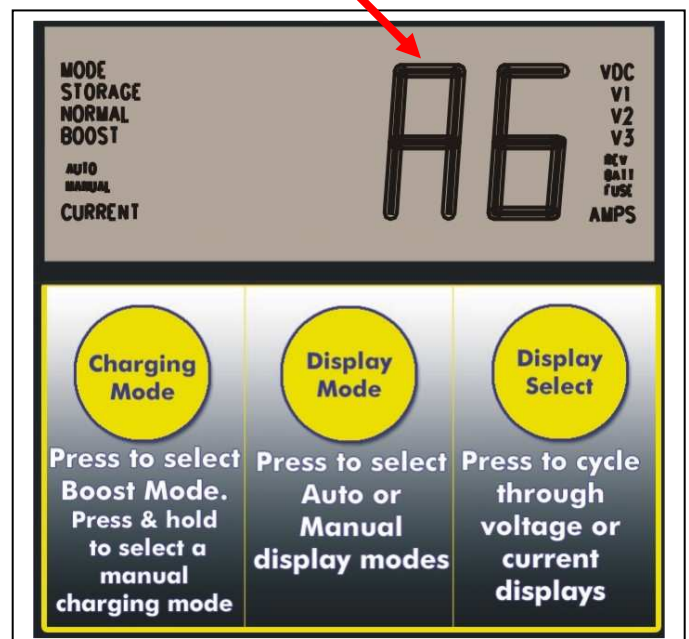 MODE
STORAGE
NORMAL
BOOST
AUTO
MANUAL
CURRENT
A6
VDC
V1
V2
V3
REV
BATT
FUSE
AMPS
Charging
Mode
Press to select
Boost Mode.
Press & hold
to select a
manual
charging mode
Display
Mode
Press to select
Auto or
Manual
display modes
Display
Select
Press to cycle
through
voltage or
current
displays